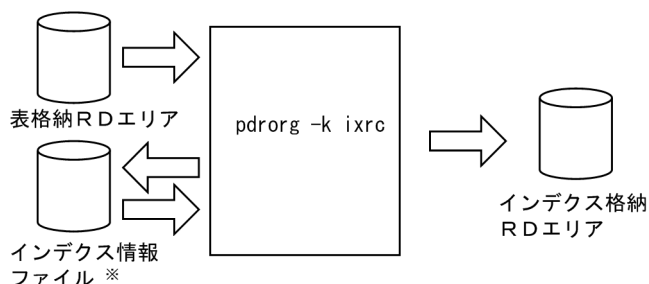 表格納ＲＤエリア
pdrorg -k ixrc
インデクス情報
ファイル ※
インデクス格納
ＲＤエリア